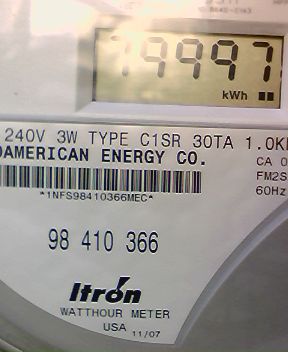 79997
kWh
240V 3W TYPE C1SR 30TA 1.0K
AMERICAN ENERGY CO.
CA 0
FM2S
60Hz
*1NFS98410366MEC*
98 410 366
Itrón
WATTHOUR METER
USA 11/07